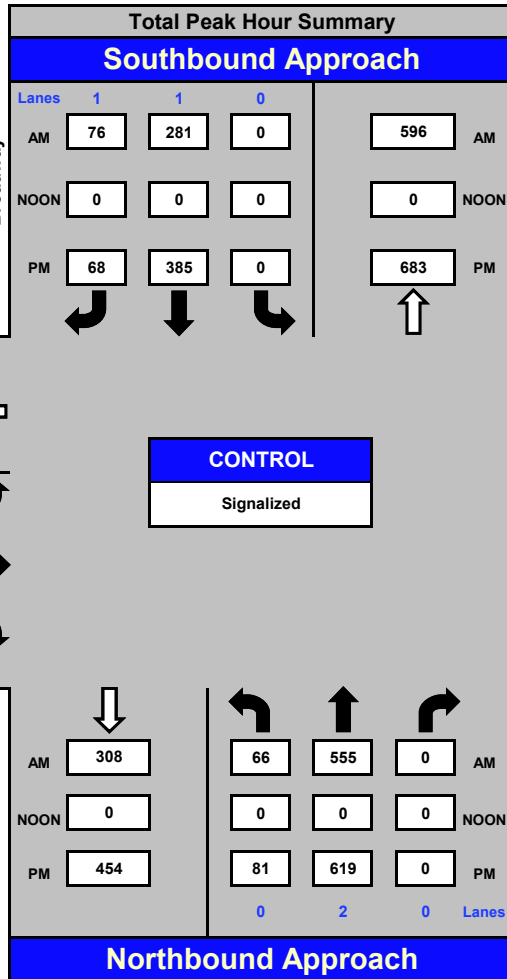 Total Peak Hour Summary
Southbound Approach
Lanes 1 1 0
AM 76 281 0 596 AM
NOON 0 0 0 0 NOON
PM 68 385 0 683 PM
CONTROL
Signalized
AM 308 66 555 0 AM
NOON 0 0 0 0 NOON
PM 454 81 619 0 PM
0 2 0 Lanes
Northbound Approach